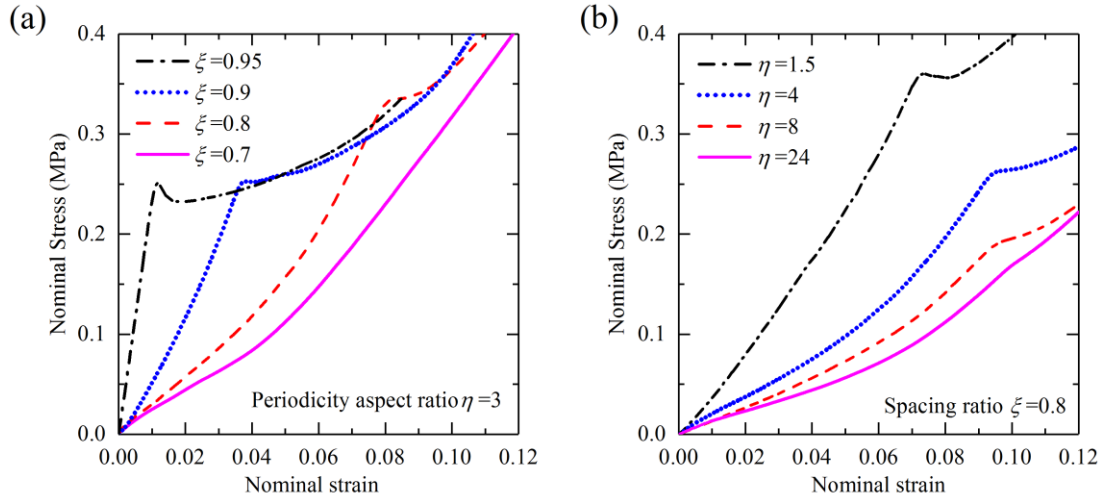 (a)
0.4
0.3
0.2
0.1
0.0
Nominal Stress (MPa)
ξ=0.95
ξ=0.9
ξ=0.8
ξ=0.7
Periodicity aspect ratio η=3
0.00 0.02 0.04 0.06 0.08 0.10 0.12
Nominal strain
(b)
0.4
0.3
0.2
0.1
0.0
Nominal Stress (MPa)
η=1.5
η=4
η=8
η=24
Spacing ratio ξ=0.8
0.00 0.02 0.04 0.06 0.08 0.10 0.12
Nominal strain